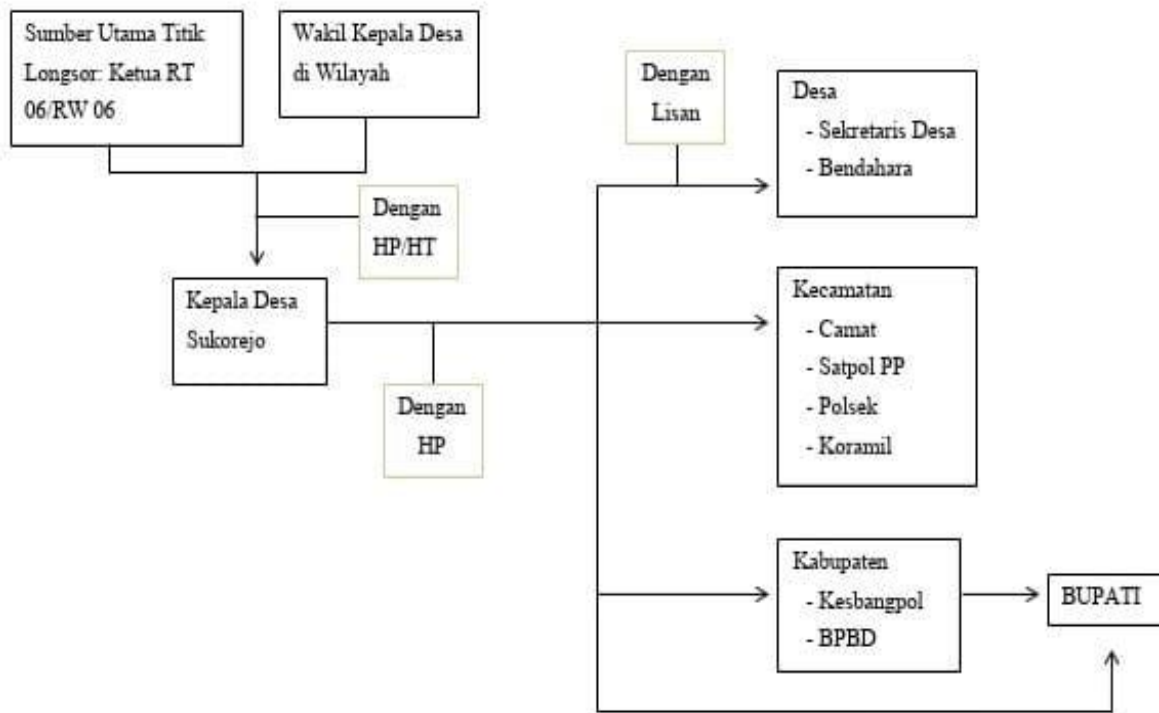 Sumber Utama Titik
Longsor: Ketua RT
06/RW 06
Wakil Kepala Desa
di Wilayah
Dengan
HP/HT
Kepala Desa
Sukorejo
Dengan
HP
Dengan
Lisan
Desa
- Sekretaris Desa
- Bendahara
Kecamatan
- Camat
- Satpol PP
- Polsek
- Koramil
Kabupaten
- Kesbangpol
- BPBD
BUPATI